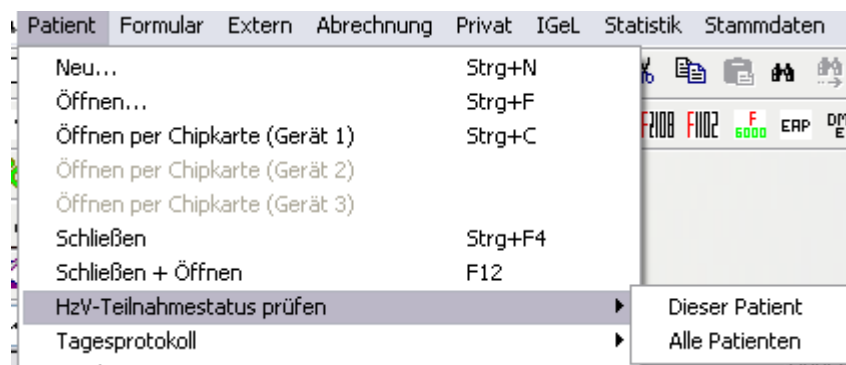 Patient Formular Extern Abrechnung Privat IGeL Statistik Stammdaten
Neu... Strg+N
Öffnen... Strg+F
Öffnen per Chipkarte (Gerät 1) Strg+C
F2108 F1102 F6000 EAP
Öffnen per Chipkarte (Gerät 2)
Öffnen per Chipkarte (Gerät 3)
Schließen Strg+F4
Schließen + Öffnen F12
HzV-Teilnahmestatus prüfen Dieser Patient
Tagesprotokoll Alle Patienten